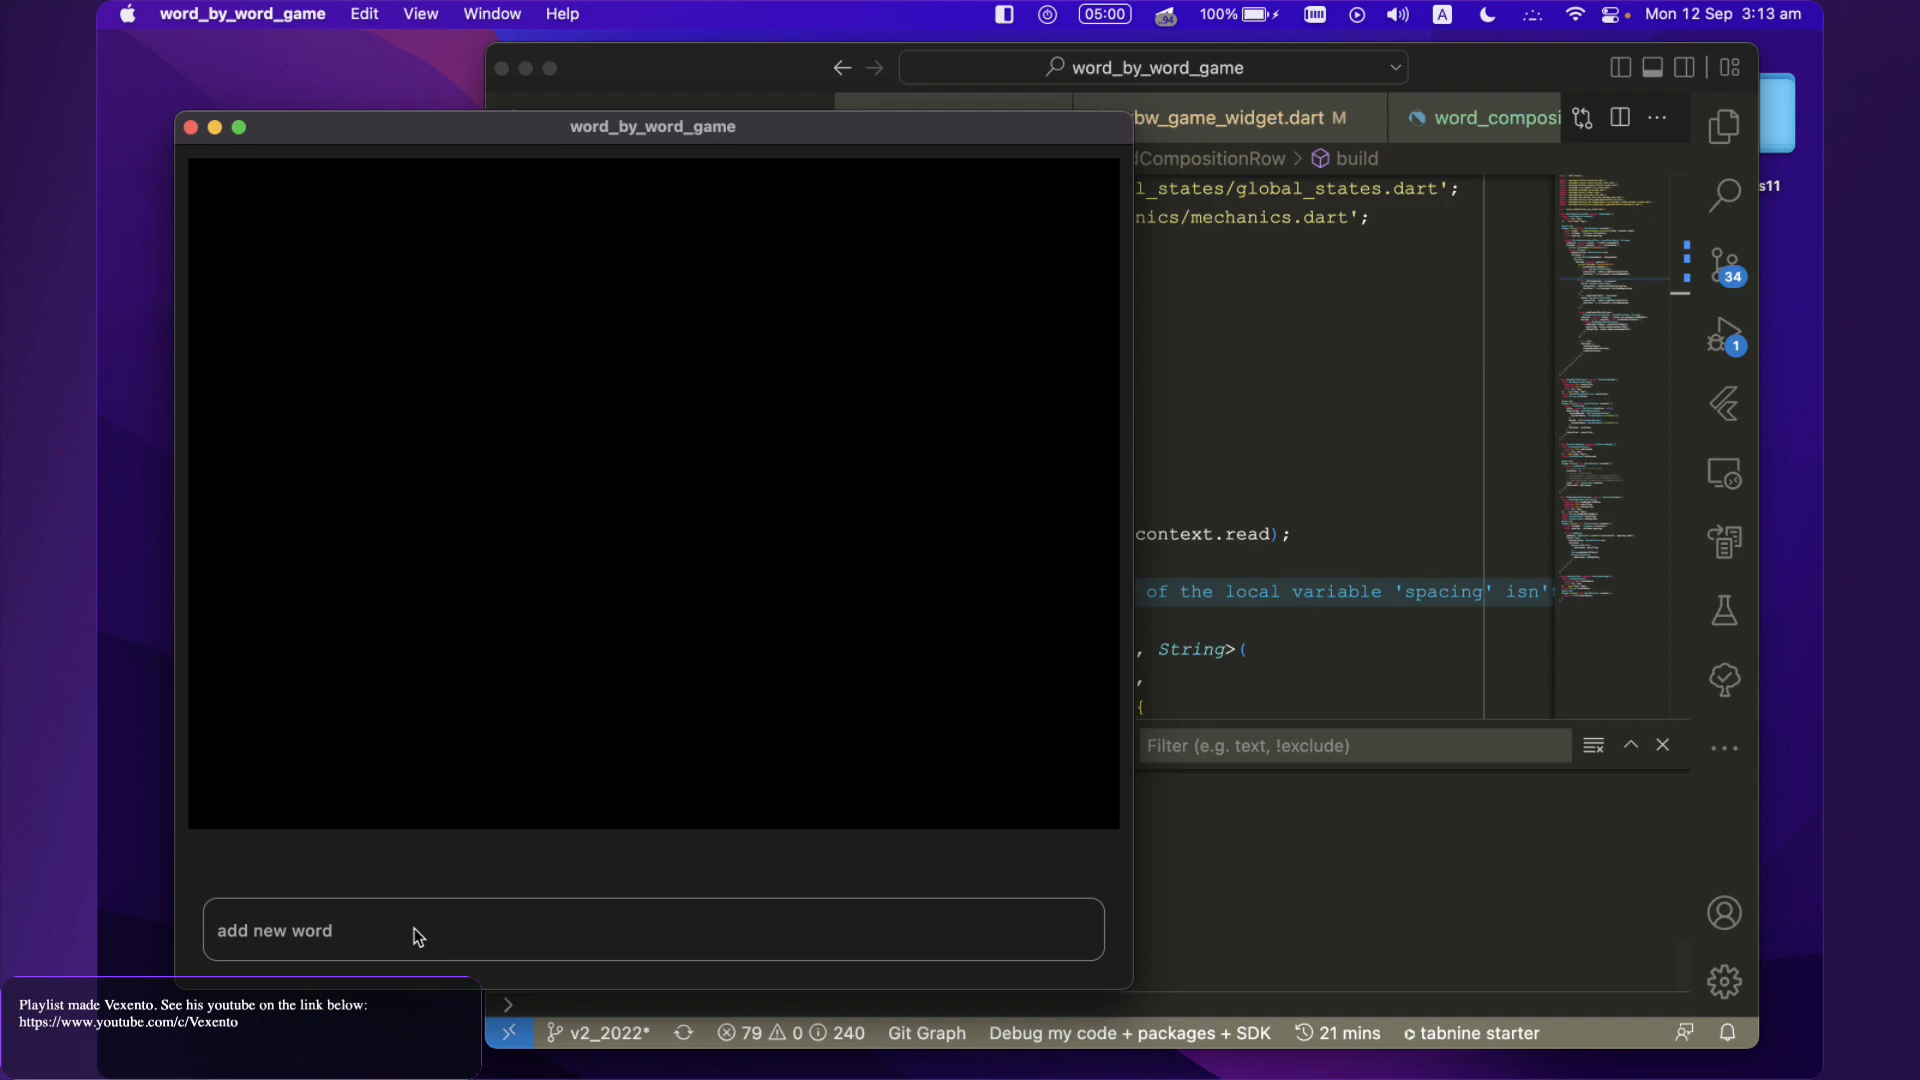 word_by_word_game Edit View Window Help 05:00 94 100% A Mon 12 Sep 3:13 am
word_by_word_game
word_by_word_game
bw_game_widget.dart M word_composi
dCompositionRow > build
s11
l_states/global_states.dart';
nics/mechanics.dart';
34
1
context.read);
of the local variable 'spacing' isn'
, String>(
,
{
Filter (e.g. text, !exclude)
add new word
Playlist made Vexento. See his youtube on the link below:
https://www.youtube.com/c/Vexento
v2_2022* 79 0 240 Git Graph Debug my code + packages + SDK 21 mins tabnine starter